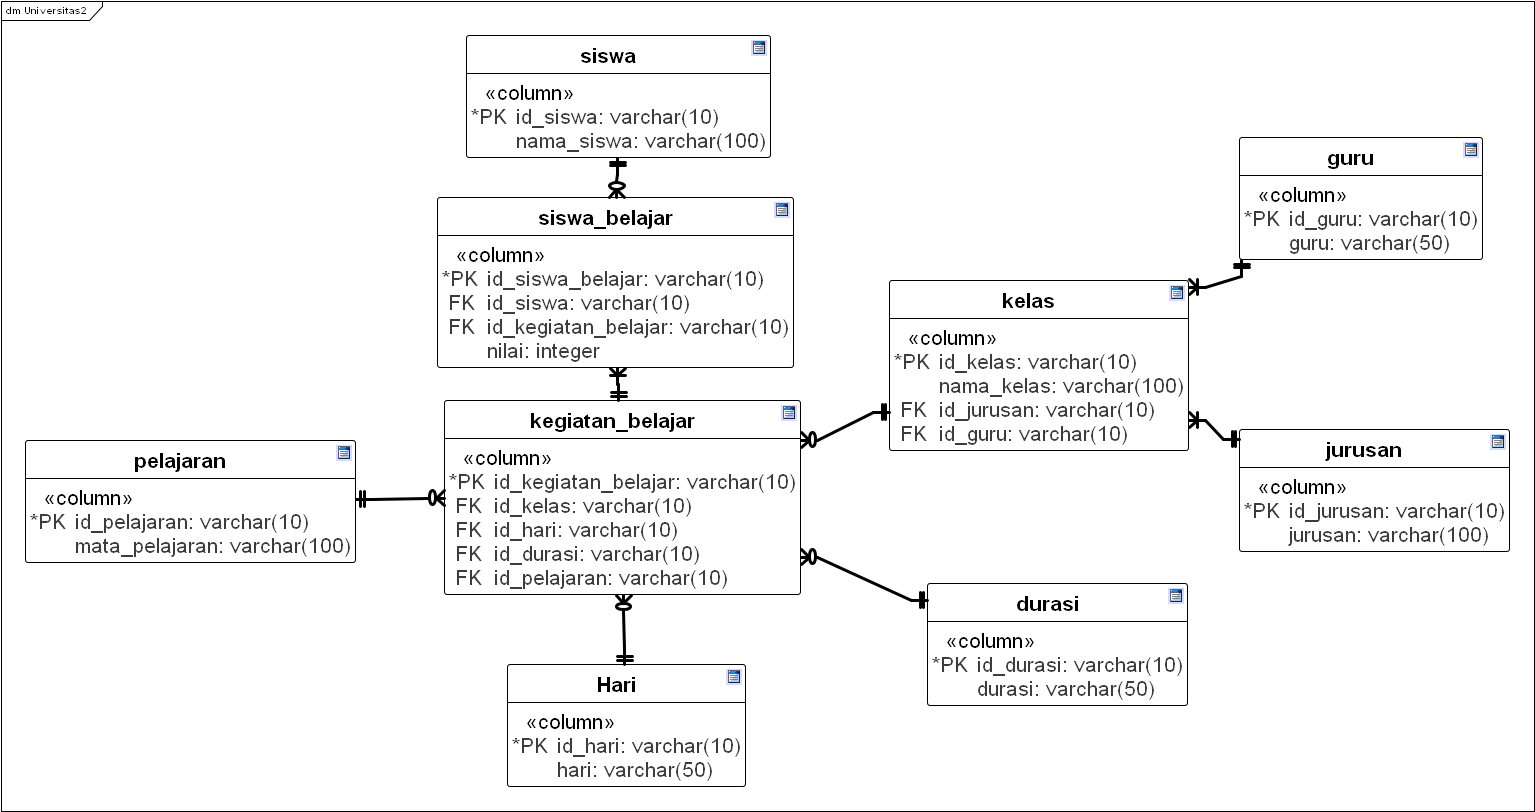 dm Universitas2
siswa
«column»
*PK id_siswa: varchar(10)
nama_siswa: varchar(100)
siswa_belajar
«column»
*PK id_siswa_belajar: varchar(10)
FK id_siswa: varchar(10)
FK id_kegiatan_belajar: varchar(10)
nilai: integer
guru
«column»
*PK id_guru: varchar(10)
guru: varchar(50)
kelas
«column»
*PK id_kelas: varchar(10)
nama_kelas: varchar(100)
FK id_jurusan: varchar(10)
FK id_guru: varchar(10)
kegiatan_belajar
«column»
*PK id_kegiatan_belajar: varchar(10)
FK id_kelas: varchar(10)
FK id_hari: varchar(10)
FK id_durasi: varchar(10)
FK id_pelajaran: varchar(10)
pelajaran
«column»
*PK id_pelajaran: varchar(10)
mata_pelajaran: varchar(100)
jurusan
«column»
*PK id_jurusan: varchar(10)
jurusan: varchar(100)
durasi
«column»
*PK id_durasi: varchar(10)
durasi: varchar(50)
Hari
«column»
*PK id_hari: varchar(10)
hari: varchar(50)